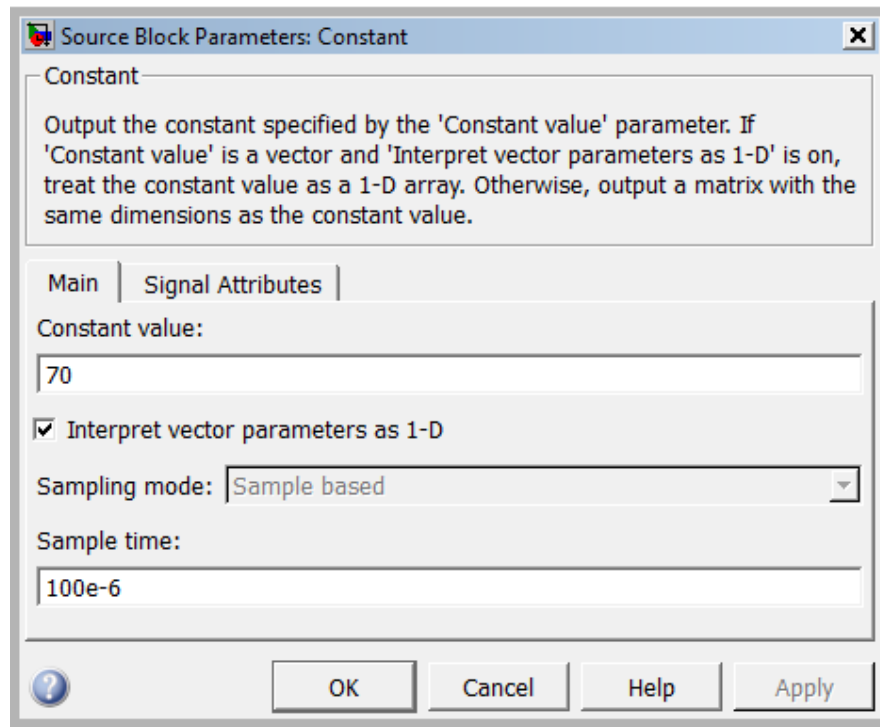 Source Block Parameters: Constant
Constant
Output the constant specified by the 'Constant value' parameter. If
'Constant value' is a vector and 'Interpret vector parameters as 1-D' is on,
treat the constant value as a 1-D array. Otherwise, output a matrix with the
same dimensions as the constant value.
Main Signal Attributes
Constant value:
70
Interpret vector parameters as 1-D
Sampling mode: Sample based
Sample time:
100e-6
OK Cancel Help Apply